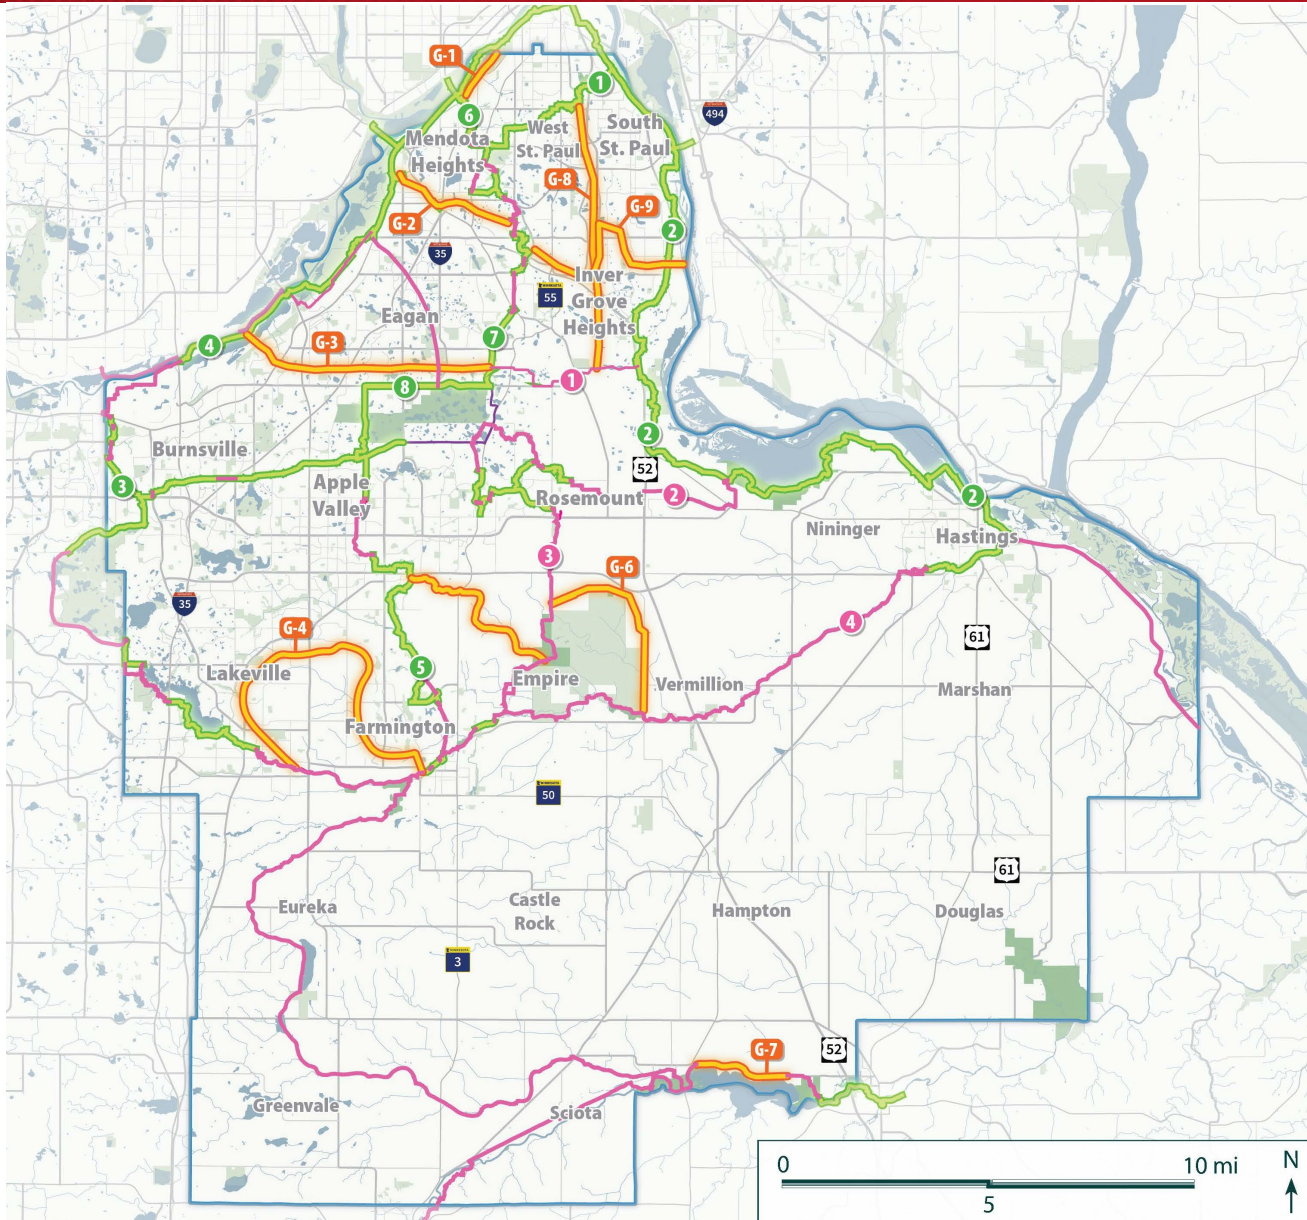 G-1
1
494
6
Mendota
Heights
West
St. Paul
South
St. Paul
G-8
G-2
G-9
2
35
55
Inver
Grove
Heights
Eagan
4
G-3
7
8
1
Burnsville
2
52
3
Apple
Valley
Rosemount
2
2
Nininger
Hastings
3
G-6
35
G-4
4
61
Lakeville
5
Empire
Vermillion
Marshan
Farmington
50
61
Eureka
Castle
Rock
Hampton
Douglas
3
G-7
52
Greenvale
Sciota
0
10 mi
5
N